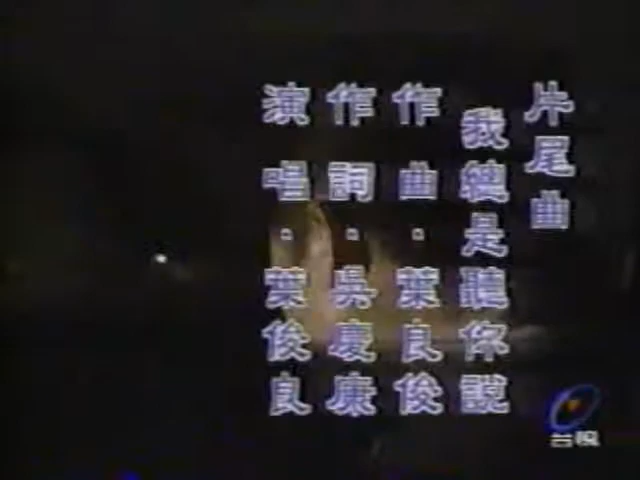 片尾曲
我總是聽你說
作曲．葉良俊
作詞．吳慶康
演唱．葉俊良
台視